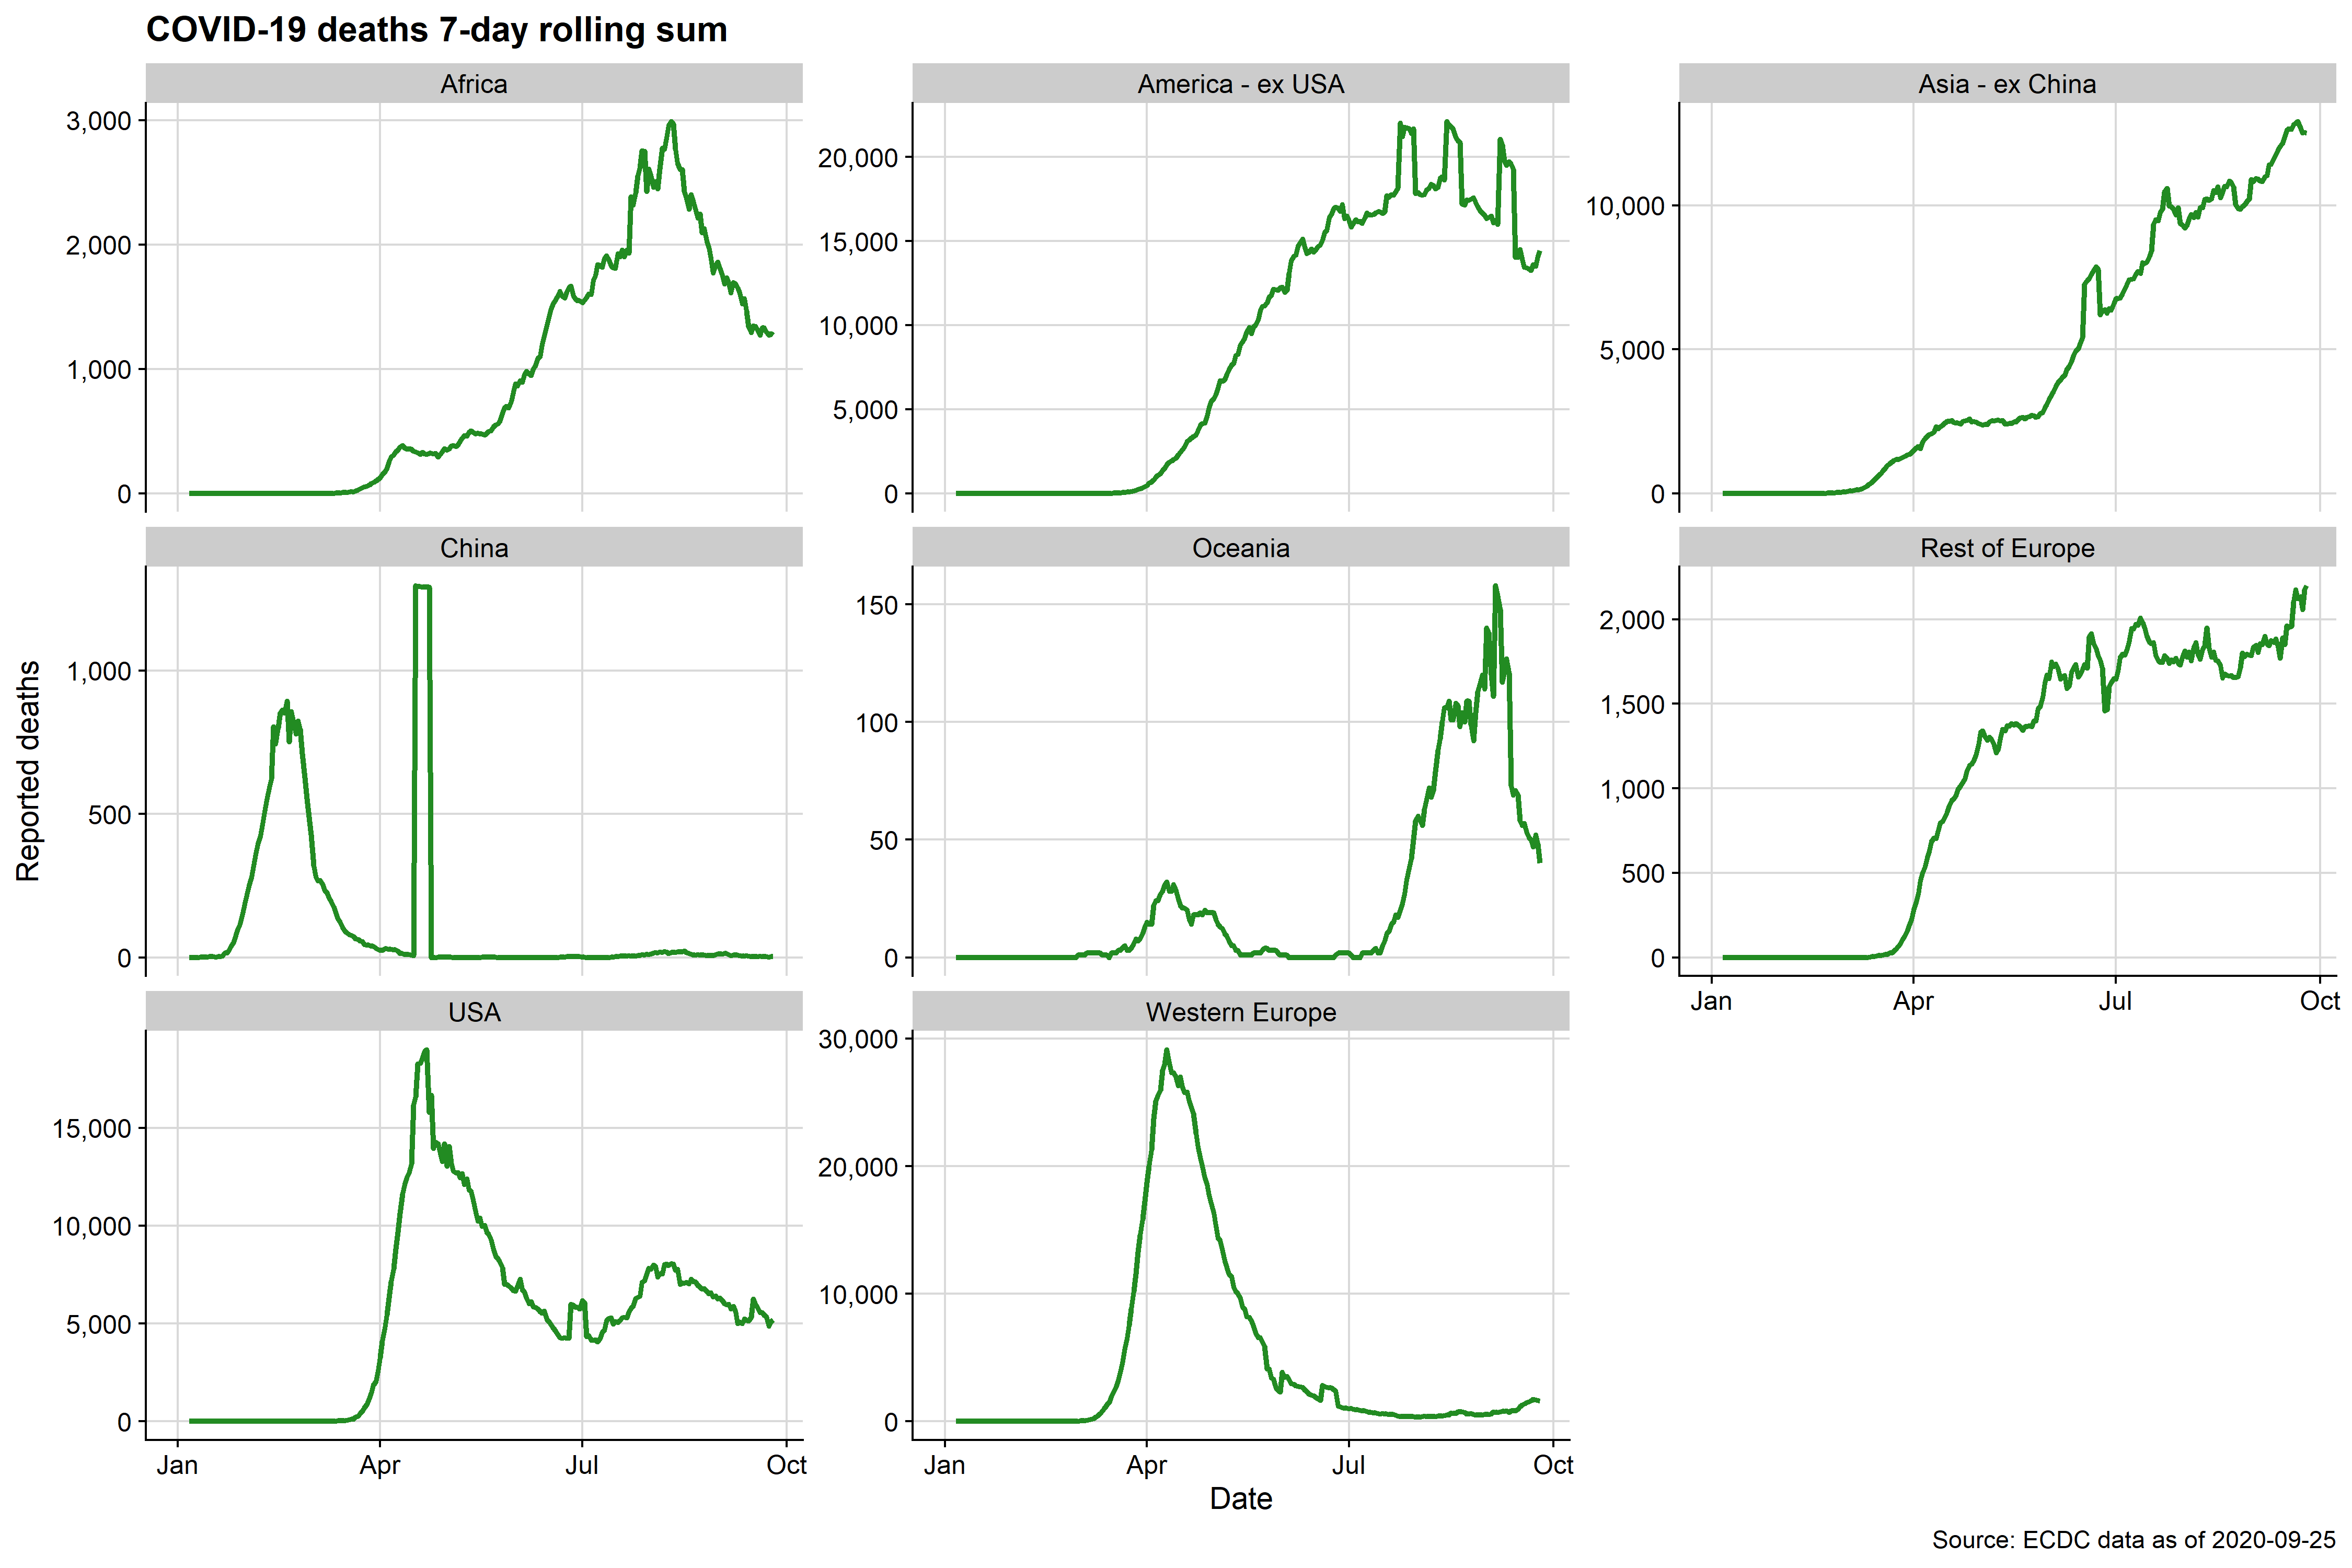 COVID-19 deaths 7-day rolling sum
Africa
America - ex USA
Asia - ex China
3,000
2,000
1,000
0
20,000
15,000
10,000
5,000
0
10,000
5,000
0
China
Oceania
Rest of Europe
Reported deaths
1,000
500
0
150
100
50
0
2,000
1,500
1,000
500
0
Jan Apr Jul Oct
USA
Western Europe
15,000
10,000
5,000
0
30,000
20,000
10,000
0
Jan Apr Jul Oct
Jan Apr Jul Oct
Date
Source: ECDC data as of 2020-09-25